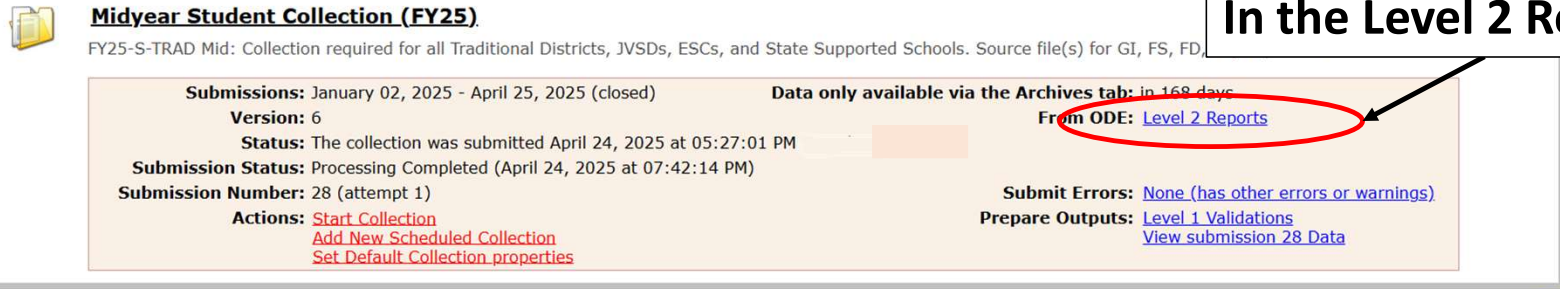 Midyear Student Collection (FY25)
In the Level 2
FY25-S-TRAD Mid: Collection required for all Traditional Districts, JVSDs, ESCs, and State Supported Schools. Source file(s) for GI, FS, FD,
Submissions: January 02, 2025 - April 25, 2025 (closed) Data only available via the Archives tab: in 168 days
Version: 6 From ODE: Level 2 Reports
Status: The collection was submitted April 24, 2025 at 05:27:01 PM
Submission Status: Processing Completed (April 24, 2025 at 07:42:14 PM)
Submission Number: 28 (attempt 1) Submit Errors: None (has other errors or warnings)
Actions: Start Collection Prepare Outputs: Level 1 Validations
Add New Scheduled Collection View submission 28 Data
Set Default Collection properties